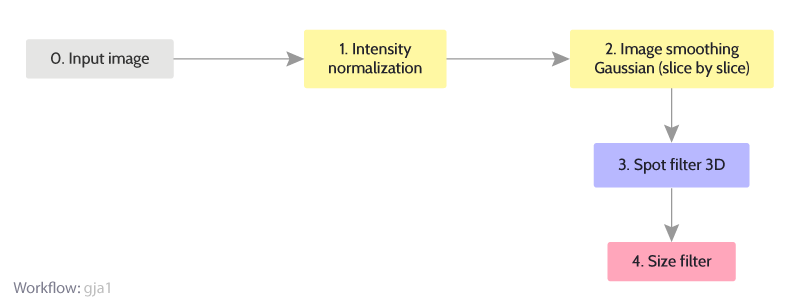 0. Input image
1. Intensity
normalization
2. Image smoothing
Gaussian (slice by slice)
3. Spot filter 3D
4. Size filter
Workflow: gja1